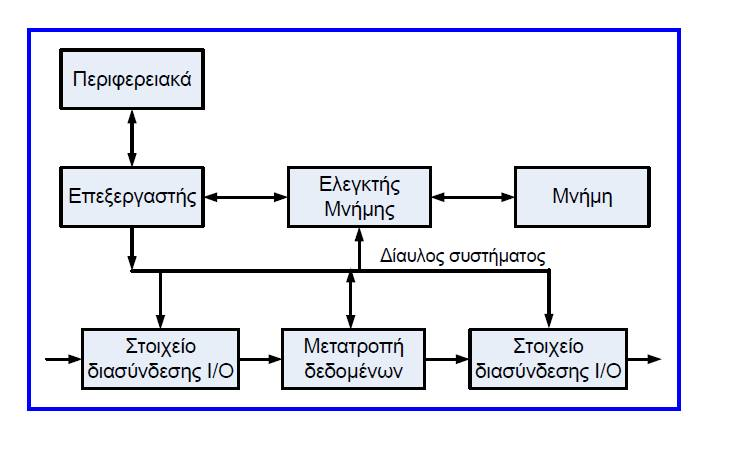 Περιφερειακά
Επεξεργαστής
Ελεγκτής
Μνήμης
Μνήμη
Δίαυλος συστήματος
Στοιχείο
διασύνδεσης I/O
Μετατροπή
δεδομένων
Στοιχείο
διασύνδεσης I/O